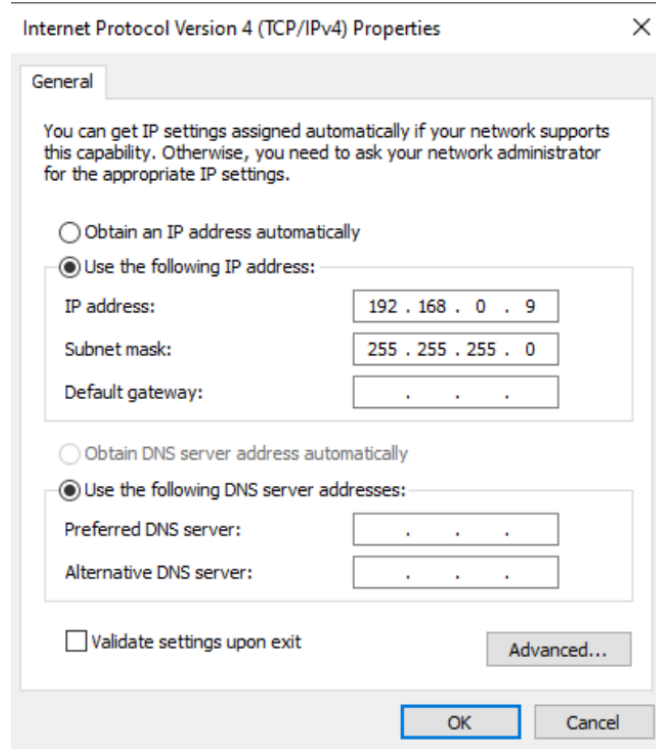 Internet Protocol Version 4 (TCP/IPv4) Properties
General
You can get IP settings assigned automatically if your network supports
this capability. Otherwise, you need to ask your network administrator
for the appropriate IP settings.
Obtain an IP address automatically
Use the following IP address:
IP address: 192 . 168 . 0 . 9
Subnet mask: 255 . 255 . 255 . 0
Default gateway: . . .
Obtain DNS server address automatically
Use the following DNS server addresses:
Preferred DNS server: . . .
Alternative DNS server: . . .
Validate settings upon exit
Advanced...
OK Cancel